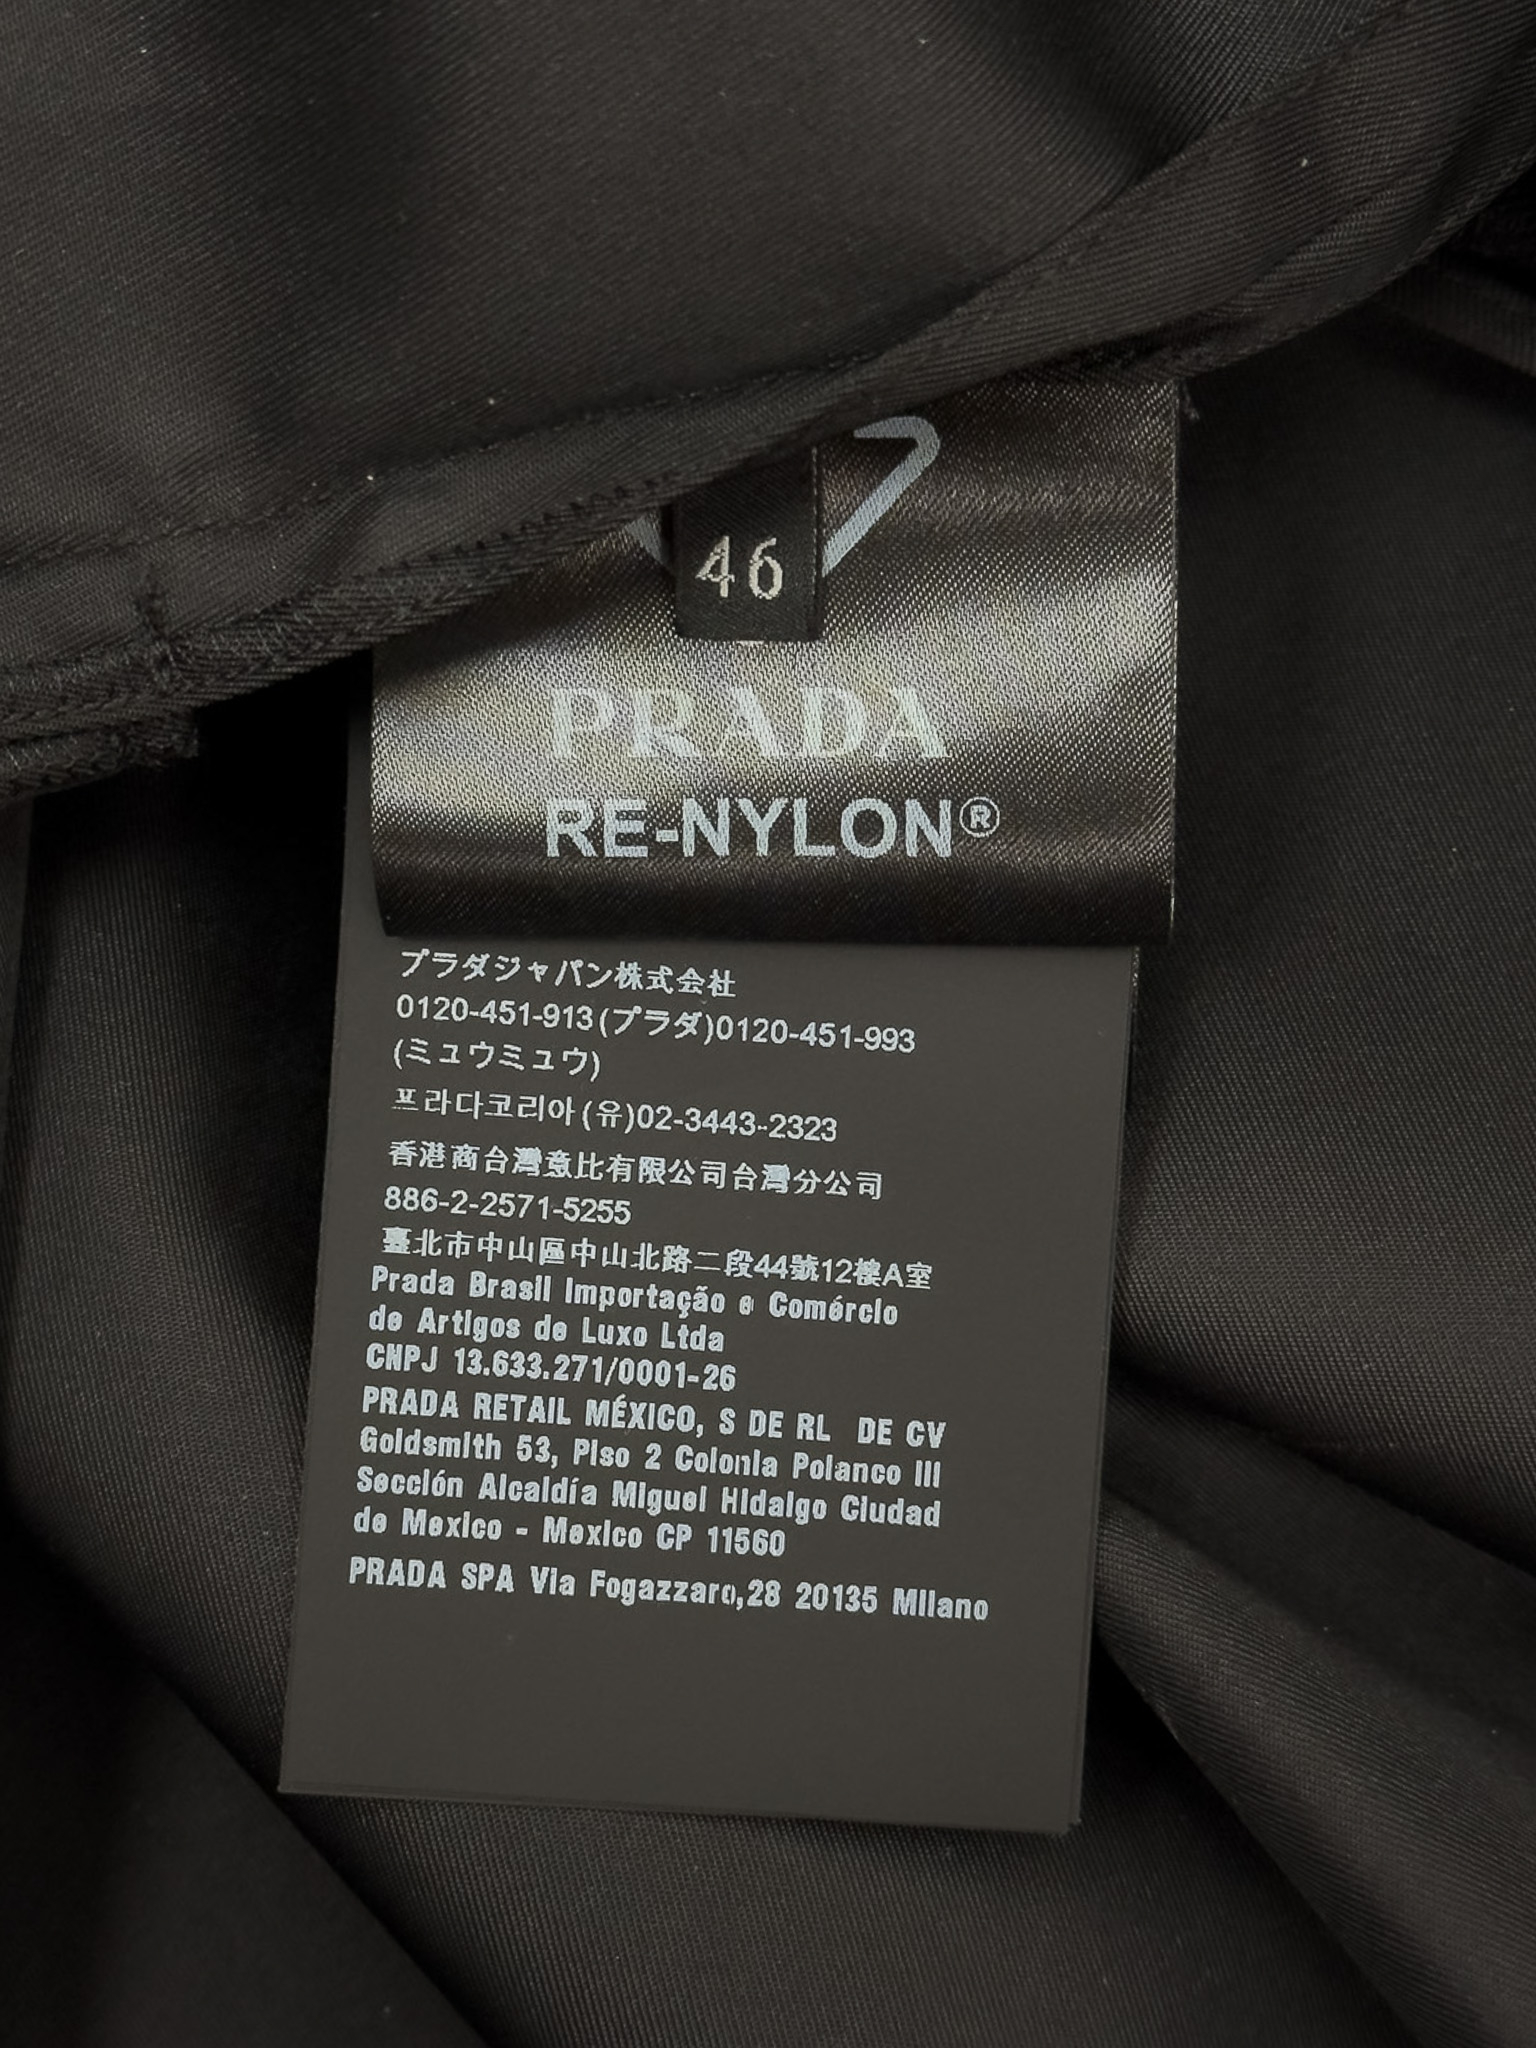 46
PRADA
RE-NYLON®
プラダジャパン株式会社
0120-451-913(プラダ)0120-451-993
(ミュウミュウ)
프라다코리아(유)02-3443-2323
香港商台灣意比有限公司台灣分公司
886-2-2571-5255
臺北市中山區中山北路二段44號12樓A室
Prada Brasil Importação e Comércio
de Artigos de Luxo Ltda
CNPJ 13.633.271/0001-26
PRADA RETAIL MÉXICO, S DE RL DE CV
Goldsmith 53, Piso 2 Colonia Polanco III
Sección Alcaldía Miguel Hidalgo Ciudad
de Mexico - Mexico CP 11560
PRADA SPA Via Fogazzaro,28 20135 Milano